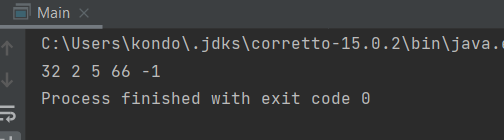 Main
C:\Users\kondo\.jdks\corretto-15.0.2\bin\java.
32 2 5 66 -1
Process finished with exit code 0